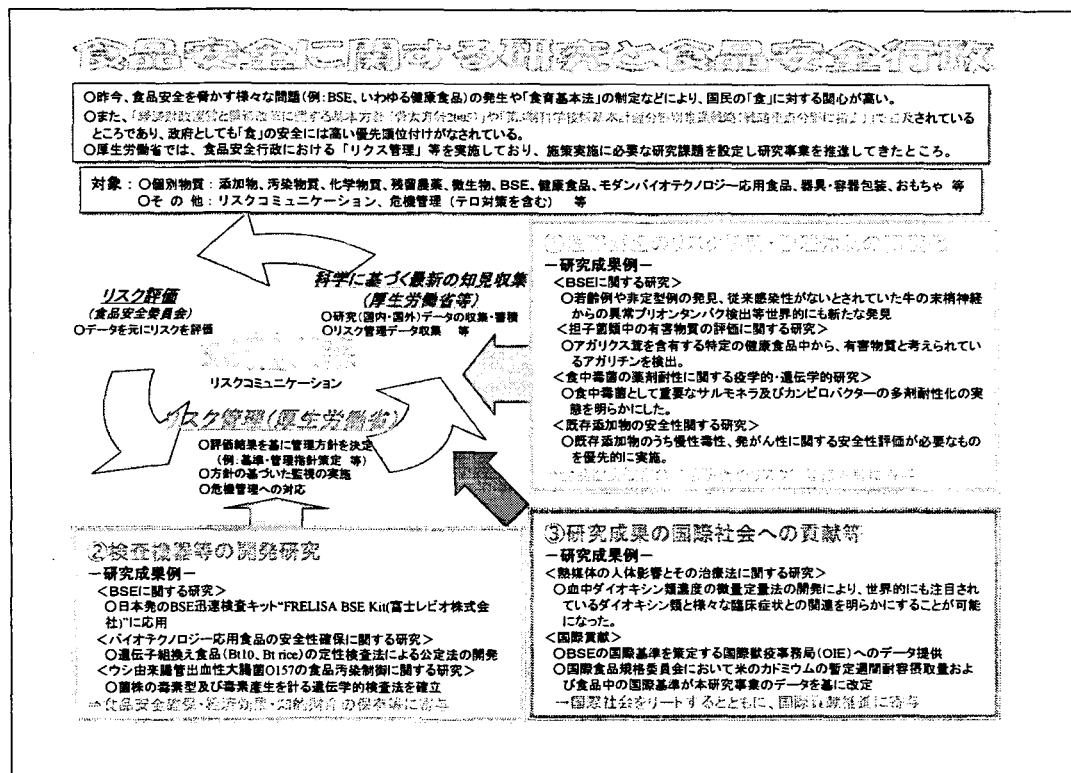 食品安全に関する研究と食品安全行政
○昨今、食品安全を脅かす様々な問題(例:BSE、いわゆる健康食品)の発生や「食育基本法」の制定などにより、国民の「食」に対する関心が高い。
○また、
されている
ところであり、政府としても「食」の安全には高い優先順位付けがなされている。
○厚生労働省では、食品安全行政における「リクス管理」等を実施しており、施策実施に必要な研究課題を設定し研究事業を推進してきたところ。
対象:○個別物質:添加物、汚染物質、化学物質、残留農薬、微生物、BSE、健康食品、モダンバイオテクノロジー応用食品、器具・容器包装、おもちゃ 等
○その他:リスクコミュニケーション、危機管理(テロ対策を含む) 等
リスク評価
(食品安全委員会)
○データを元にリスクを評価
科学に基づく最新の知見収集
(厚生労働省等)
○研究(国内・国外)データの収集・蓄積
○リスク管理データ収集 等
リスクコミュニケーション
リスク管理(厚生労働省)
○評価結果を基に管理方針を決定
(例:基準・管理指針策定 等)
○方針の基づいた監視の実施
○危機管理への対応
-研究成果例-
<BSEに関する研究>
○若齢例や非定型例の発見、従来感染性がないとされていた牛の末梢神経
からの異常プリオンタンパク検出等世界的にも新たな発見
<担子菌類中の有害物質の評価に関する研究>
○アガリクス茸を含有する特定の健康食品中から、有害物質と考えられてい
るアガリチンを検出。
<食中毒菌の薬剤耐性に関する疫学的・遺伝学的研究>
○食中毒菌として重要なサルモネラ及びカンピロバクターの多剤耐性化の実
態を明らかにした。
<既存添加物の安全性関する研究>
○既存添加物のうち慢性毒性、発がん性に関する安全性評価が必要なもの
を優先的に実施。
②検査機器等の開発研究
-研究成果例-
<BSEに関する研究>
○日本発のBSE迅速検査キット"FRELISA BSE Kit(富士レビオ株式会
社)"に応用
<バイオテクノロジー応用食品の安全性確保に関する研究>
○遺伝子組換え食品(Bt10、Bt rice)の定性検査法による公定法の開発
<ウシ由来腸管出血性大腸菌O157の食品汚染制御に関する研究>
○菌株の毒素型及び毒素産生を計る遺伝学的検査法を確立
⇒食品安全確保・経済効果・知的財産の保率等に寄与
③研究成果の国際社会への貢献等
-研究成果例-
<熱媒体の人体影響とその治療法に関する研究>
○血中ダイオキシン類濃度の微量定量法の開発により、世界的にも注目され
ているダイオキシン類と様々な臨床症状との関連を明らかにすることが可能
になった。
<国際貢献>
○BSEの国際基準を策定する国際獣疫事務局(OIE)へのデータ提供
○国際食品規格委員会において米のカドミウムの暫定週間耐容摂取量およ
び食品中の国際基準が本研究事業のデータを基に改定
→国際社会をリートするとともに、国際貢献推進に寄与